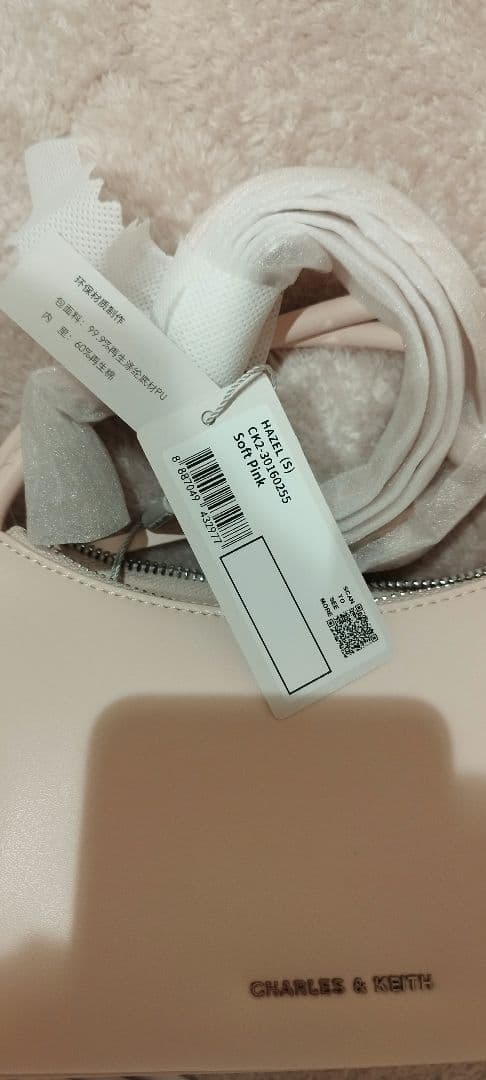 环保材质制作
包面料: 99.9%再生涤纶底材PU
内 里: 60%再生棉
HAZEL (S)
CK2-30160255
Soft Pink
8 887049 432977
SCAN
TO
SEE
MORE
CHARLES & KEITH